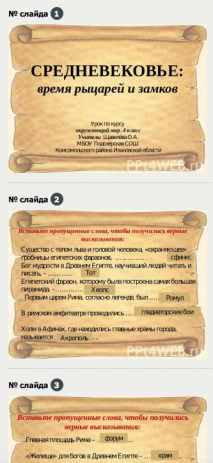 № слайда 1
СРЕДНЕВЕКОВЬЕ:
время рыцарей и замков
Урок по курсу
окружающий мир, 4 класс
Учитель: Щавелёва О.А.
МБОУ Подозёрская СОШ
Комсомольского района Ивановской области
PPt4WEB.ru
№ слайда 2
Вставьте пропущенные слова, чтобы получились верные
высказывания:
Существо с телом льва и головой человека, «охраняющее»
гробницы египетских фараонов, ................ сфинкс
Бог мудрости в Древнем Египте, научивший людей читать и
писать, – ........ Тот
Египетский фараон, которому была построена самая большая
пирамида, – Хеопс
Первым царем Рима, согласно легенде, был...... Ромул
В римском амфитеатре проводились ..... гладиаторские бои
Холм в Афинах, где находились главные храмы города,
называется Акрополь ...
PPt4WEB.ru
№ слайда 3
Вставьте пропущенные слова, чтобы получились
верные высказывания:
Главная площадь Рима – форум ..
«Жилище» для богов в Древнем Египте – ... храм